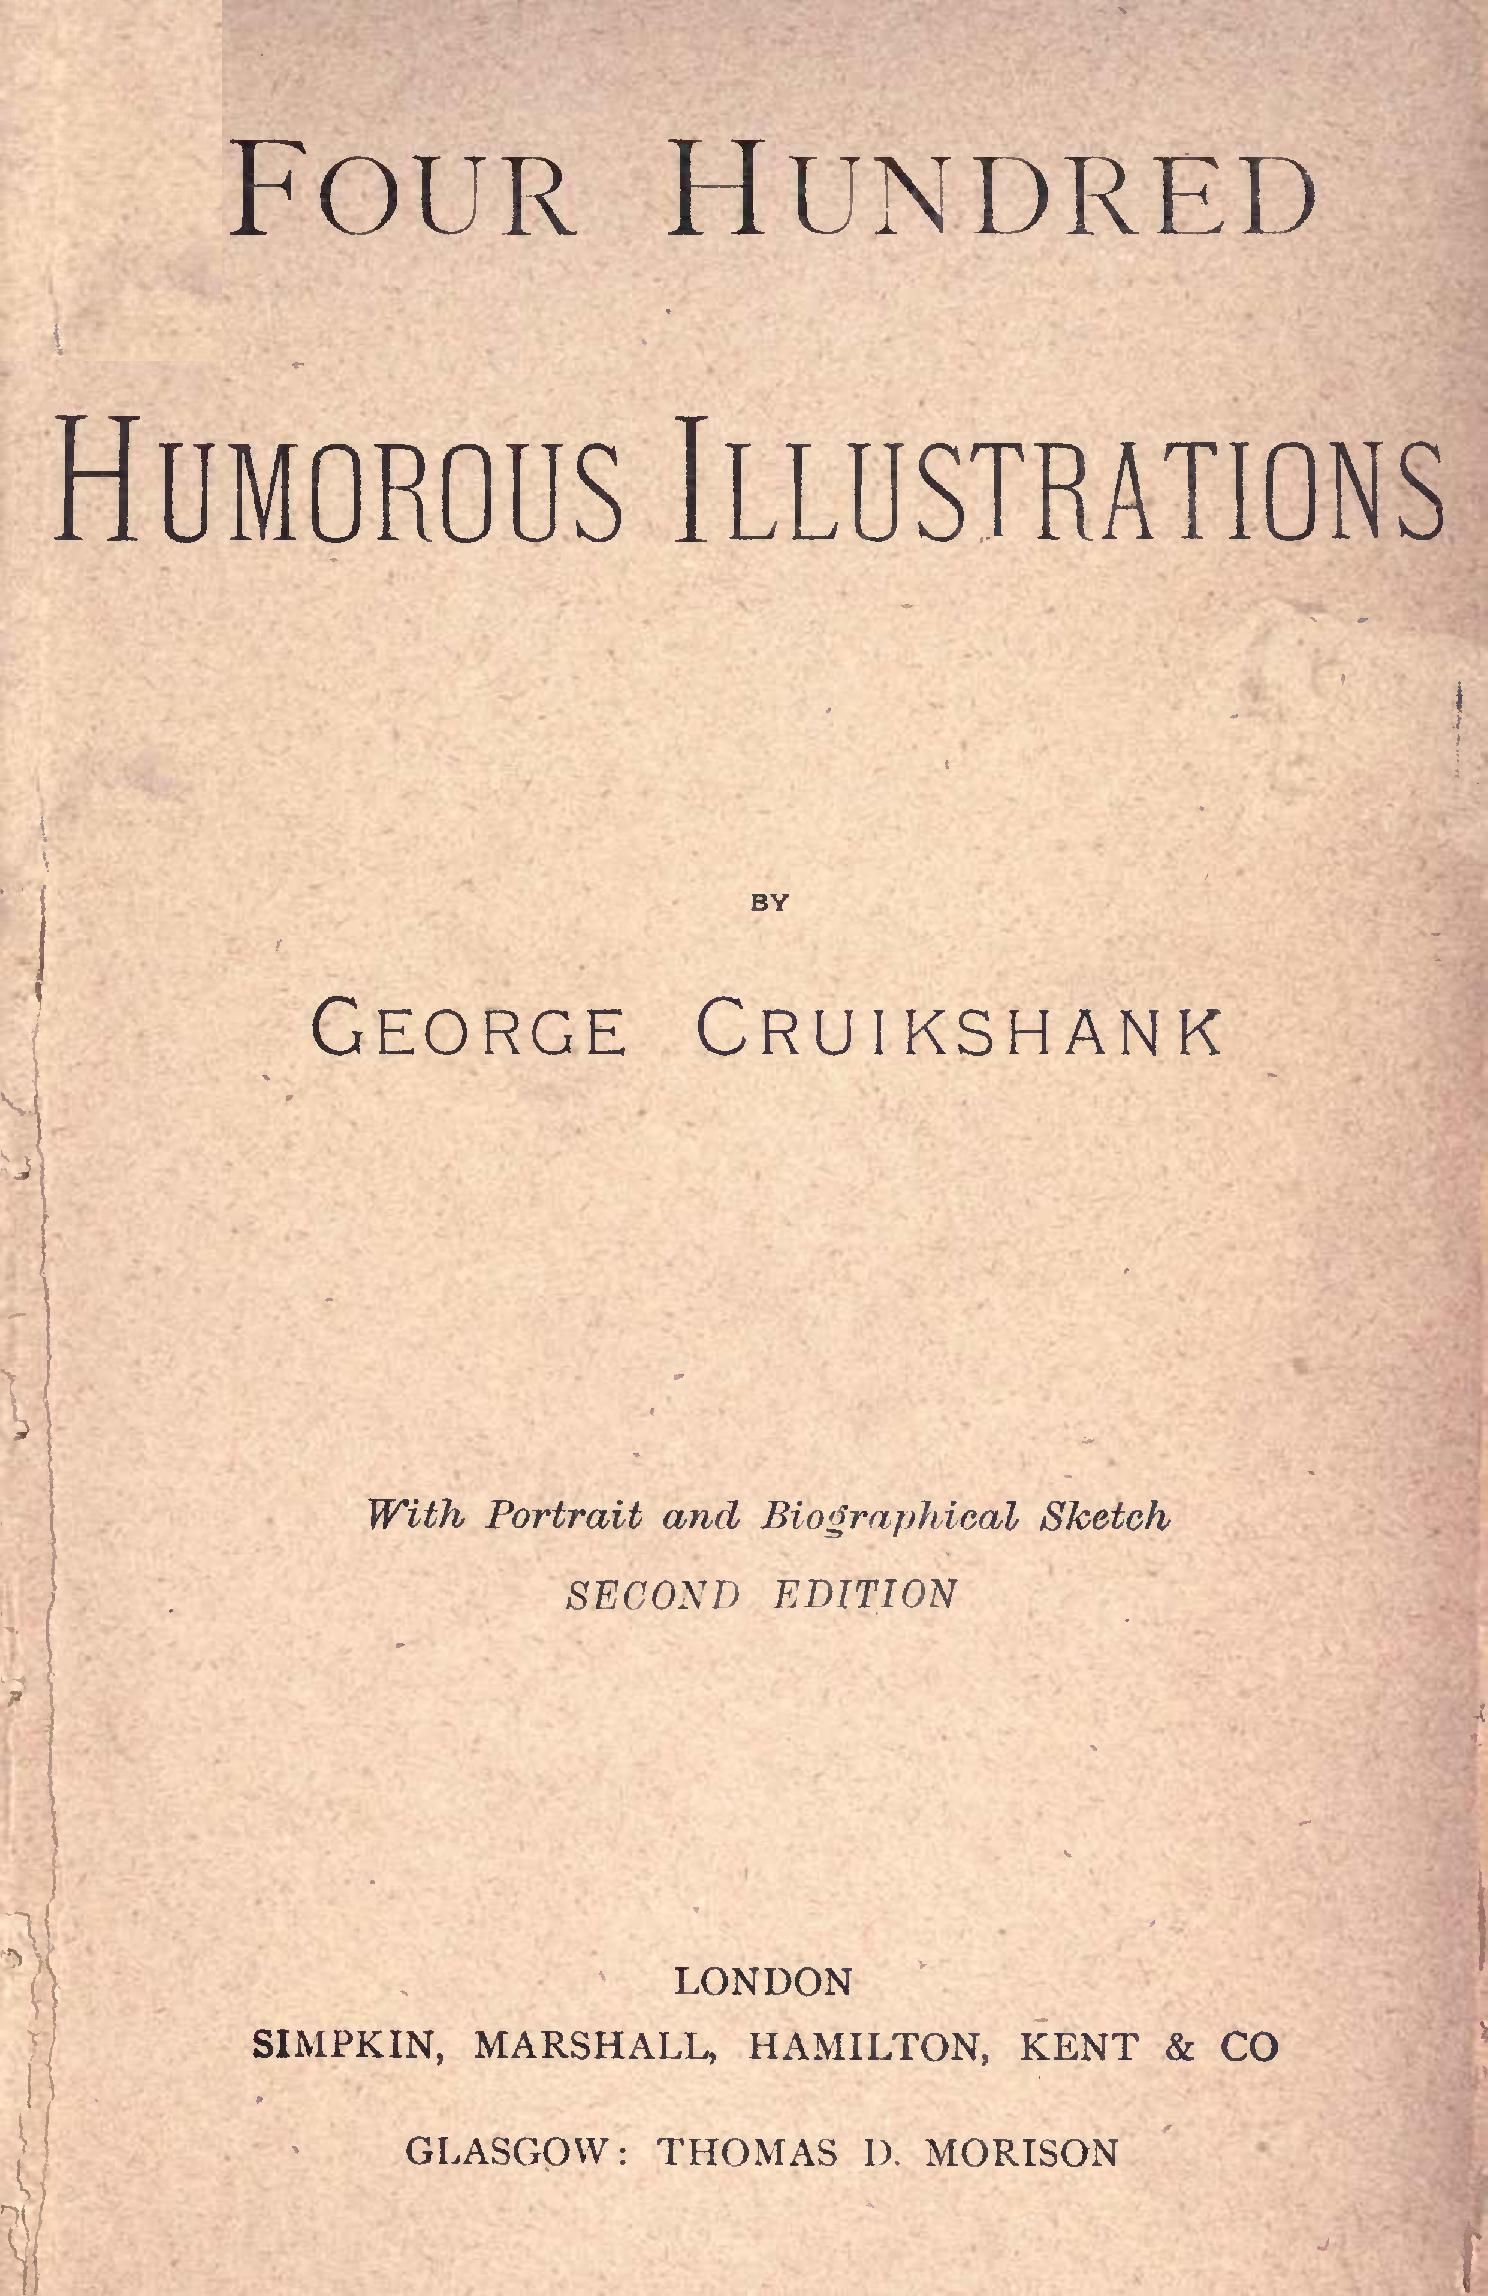 FOUR HUNDRED
HUMOROUS ILLUSTRATIONS
BY
GEORGE CRUIKSHANK
With Portrait and Biographical Sketch
SECOND EDITION
LONDON
SIMPKIN, MARSHALL, HAMILTON, KENT & CO
GLASGOW: THOMAS D. MORISON